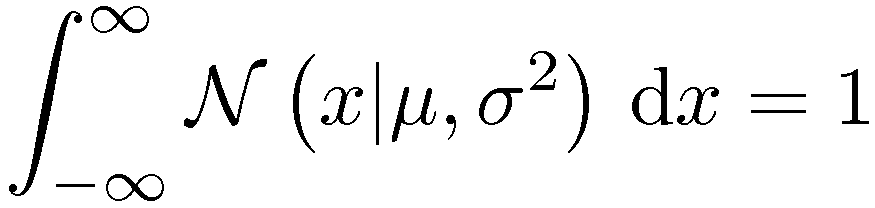 ∫_{-∞}^{∞} 𝒩(x|μ, σ²) dx = 1